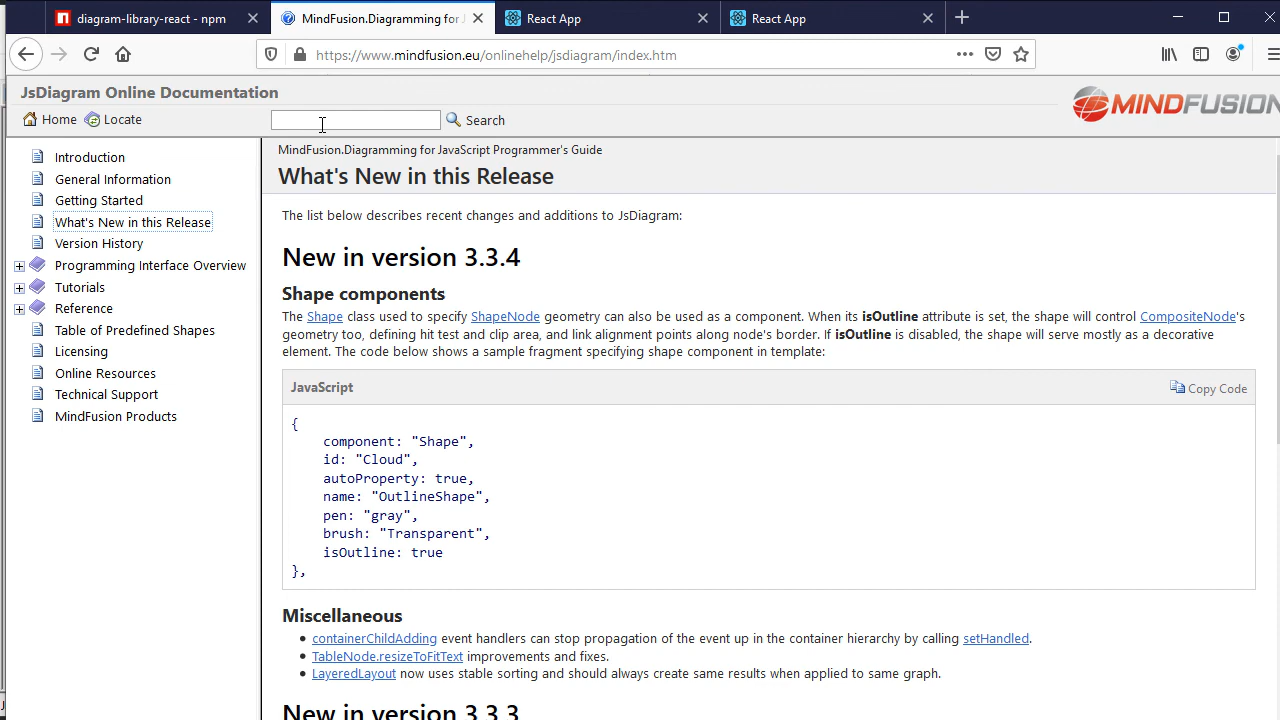 diagram-library-react - npm
MindFusion.Diagramming for J
React App
React App
https://www.mindfusion.eu/onlinehelp/jsdiagram/index.htm
JsDiagram Online Documentation
MINDFUSION
Home
Locate
Search
Introduction
General Information
Getting Started
What's New in this Release
Version History
Programming Interface Overview
Tutorials
Reference
Table of Predefined Shapes
Licensing
Online Resources
Technical Support
MindFusion Products
MindFusion.Diagramming for JavaScript Programmer's Guide
What's New in this Release
The list below describes recent changes and additions to JsDiagram:
New in version 3.3.4
Shape components
The Shape class used to specify ShapeNode geometry can also be used as a component. When its isOutline attribute is set, the shape will control CompositeNode's
geometry too, defining hit test and clip area, and link alignment points along node's border. If isOutline is disabled, the shape will serve mostly as a decorative
element. The code below shows a sample fragment specifying shape component in template:
JavaScript
Copy Code
{
component: "Shape",
id: "Cloud",
autoProperty: true,
name: "OutlineShape",
pen: "gray",
brush: "Transparent",
isOutline: true
},
Miscellaneous
• containerChildAdding event handlers can stop propagation of the event up in the container hierarchy by calling setHandled.
• TableNode.resizeToFitText improvements and fixes.
• LayeredLayout now uses stable sorting and should always create same results when applied to same graph.
New in version 3.3.3